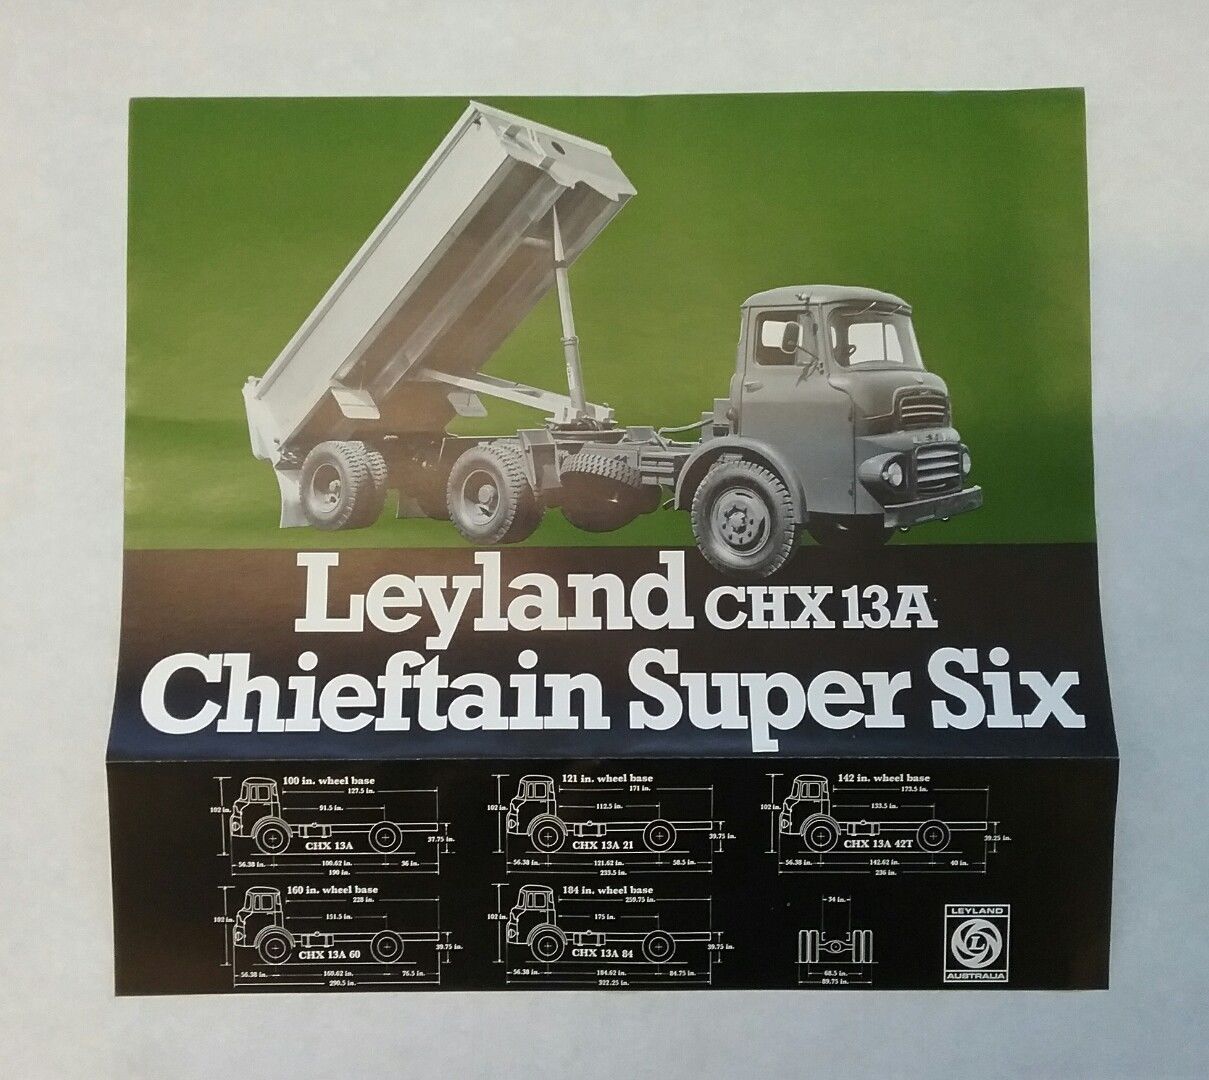 Leyland CHX 13A
Chieftain Super Six
100 in. wheel base
127.5 in.
91.5 in.
102 in.
37.75 in.
CHX 13A
56.38 in.
100.62 in.
36 in.
190 in.
121 in. wheel base
171 in.
112.5 in.
102 in.
39.75 in.
CHX 13A 21
56.38 in.
121.62 in.
58.5 in.
233.5 in.
142 in. wheel base
173.5 in.
133.5 in.
102 in.
39.25 in.
CHX 13A 42T
56.38 in.
142.62 in.
40 in.
236 in.
160 in. wheel base
228 in.
151.5 in.
102 in.
39.75 in.
CHX 13A 60
56.38 in.
160.62 in.
76.5 in.
290.5 in.
184 in. wheel base
259.75 in.
175 in.
102 in.
39.75 in.
CHX 13A 84
56.38 in.
184.62 in.
84.75 in.
322.25 in.
34 in.
68.5 in.
89.75 in.
LEYLAND
L
AUSTRALIA